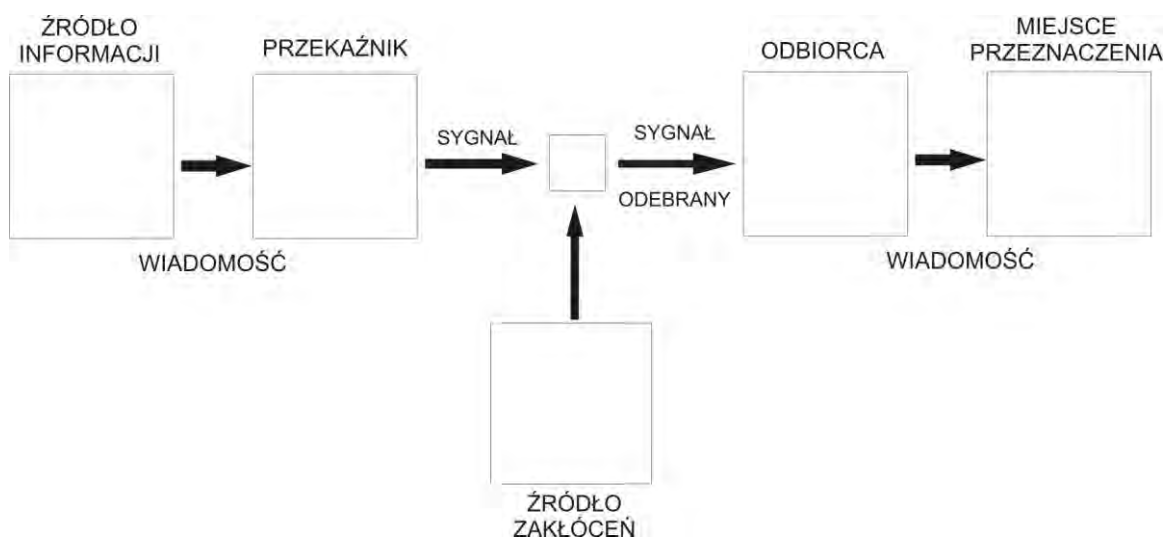 ŹRÓDŁO
INFORMACJI
PRZEKAŹNIK
ODBIORCA
MIEJSCE
PRZEZNACZENIA
SYGNAŁ
SYGNAŁ
ODEBRANY
WIADOMOŚĆ
WIADOMOŚĆ
ŹRÓDŁO
ZAKŁÓCEŃ